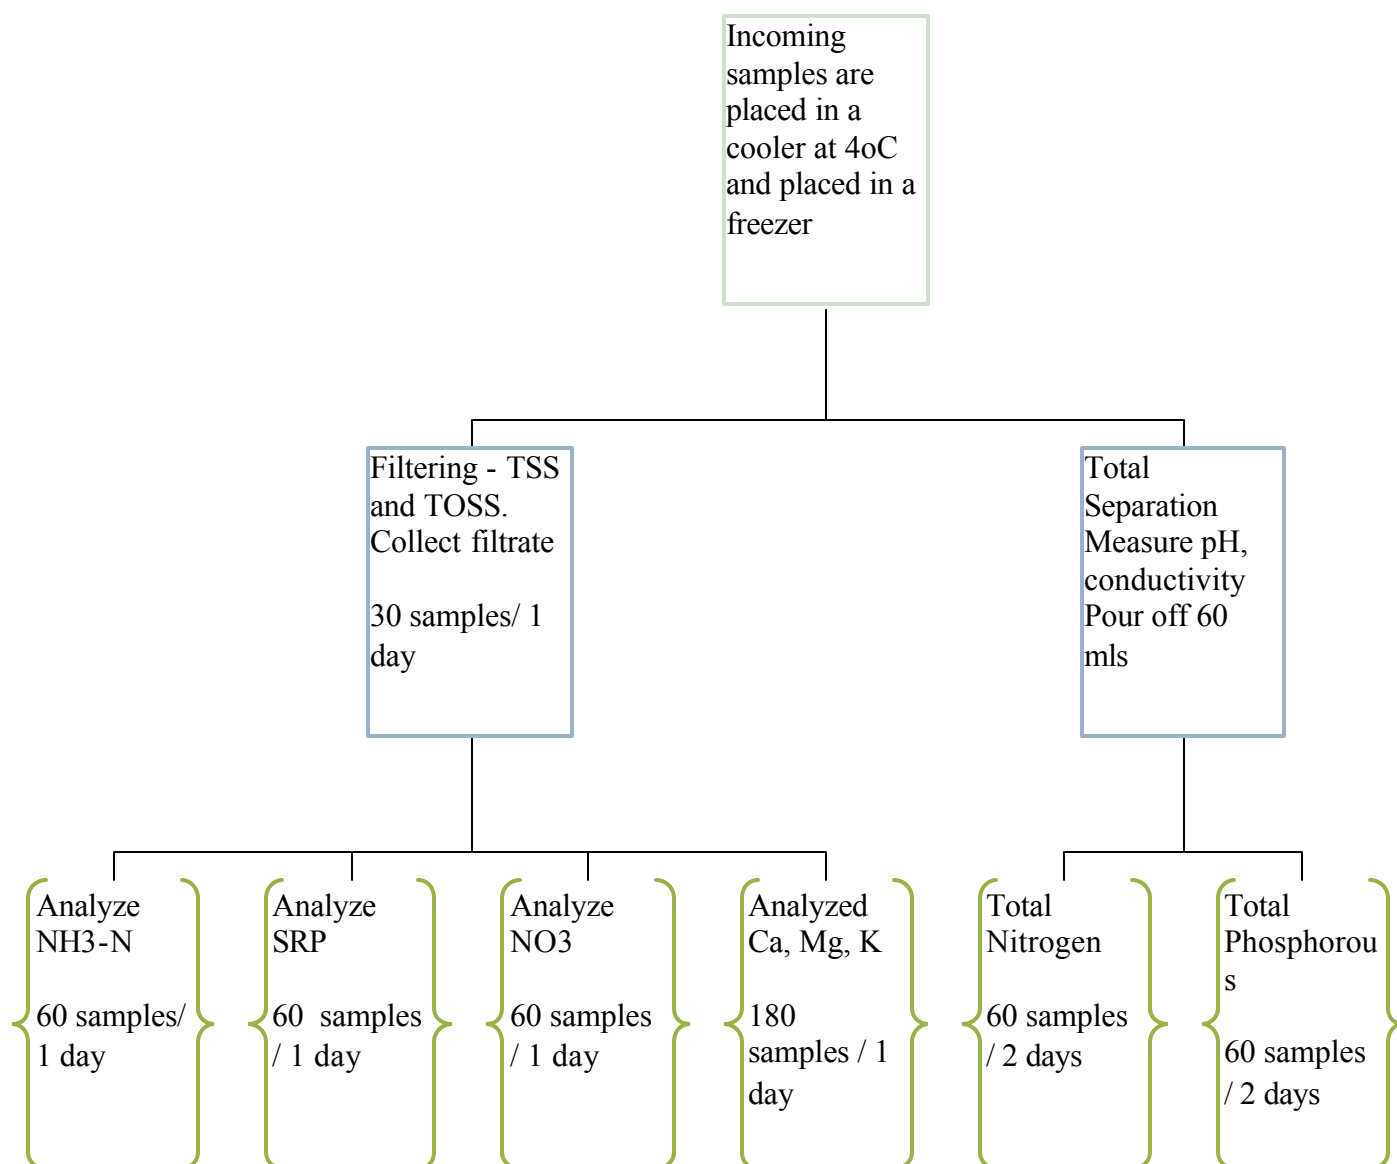 Incoming
samples are
placed in a
cooler at 4oC
and placed in a
freezer
Filtering - TSS
and TOSS.
Collect filtrate
30 samples/ 1
day
Total
Separation
Measure pH,
conductivity
Pour off 60
mls
Analyze
NH3-N
60 samples/
1 day
Analyze
SRP
60 samples
/ 1 day
Analyze
NO3
60 samples
/ 1 day
Analyzed
Ca, Mg, K
180
samples / 1
day
Total
Nitrogen
60 samples
/ 2 days
Total
Phosphorou
s
60 samples
/ 2 days